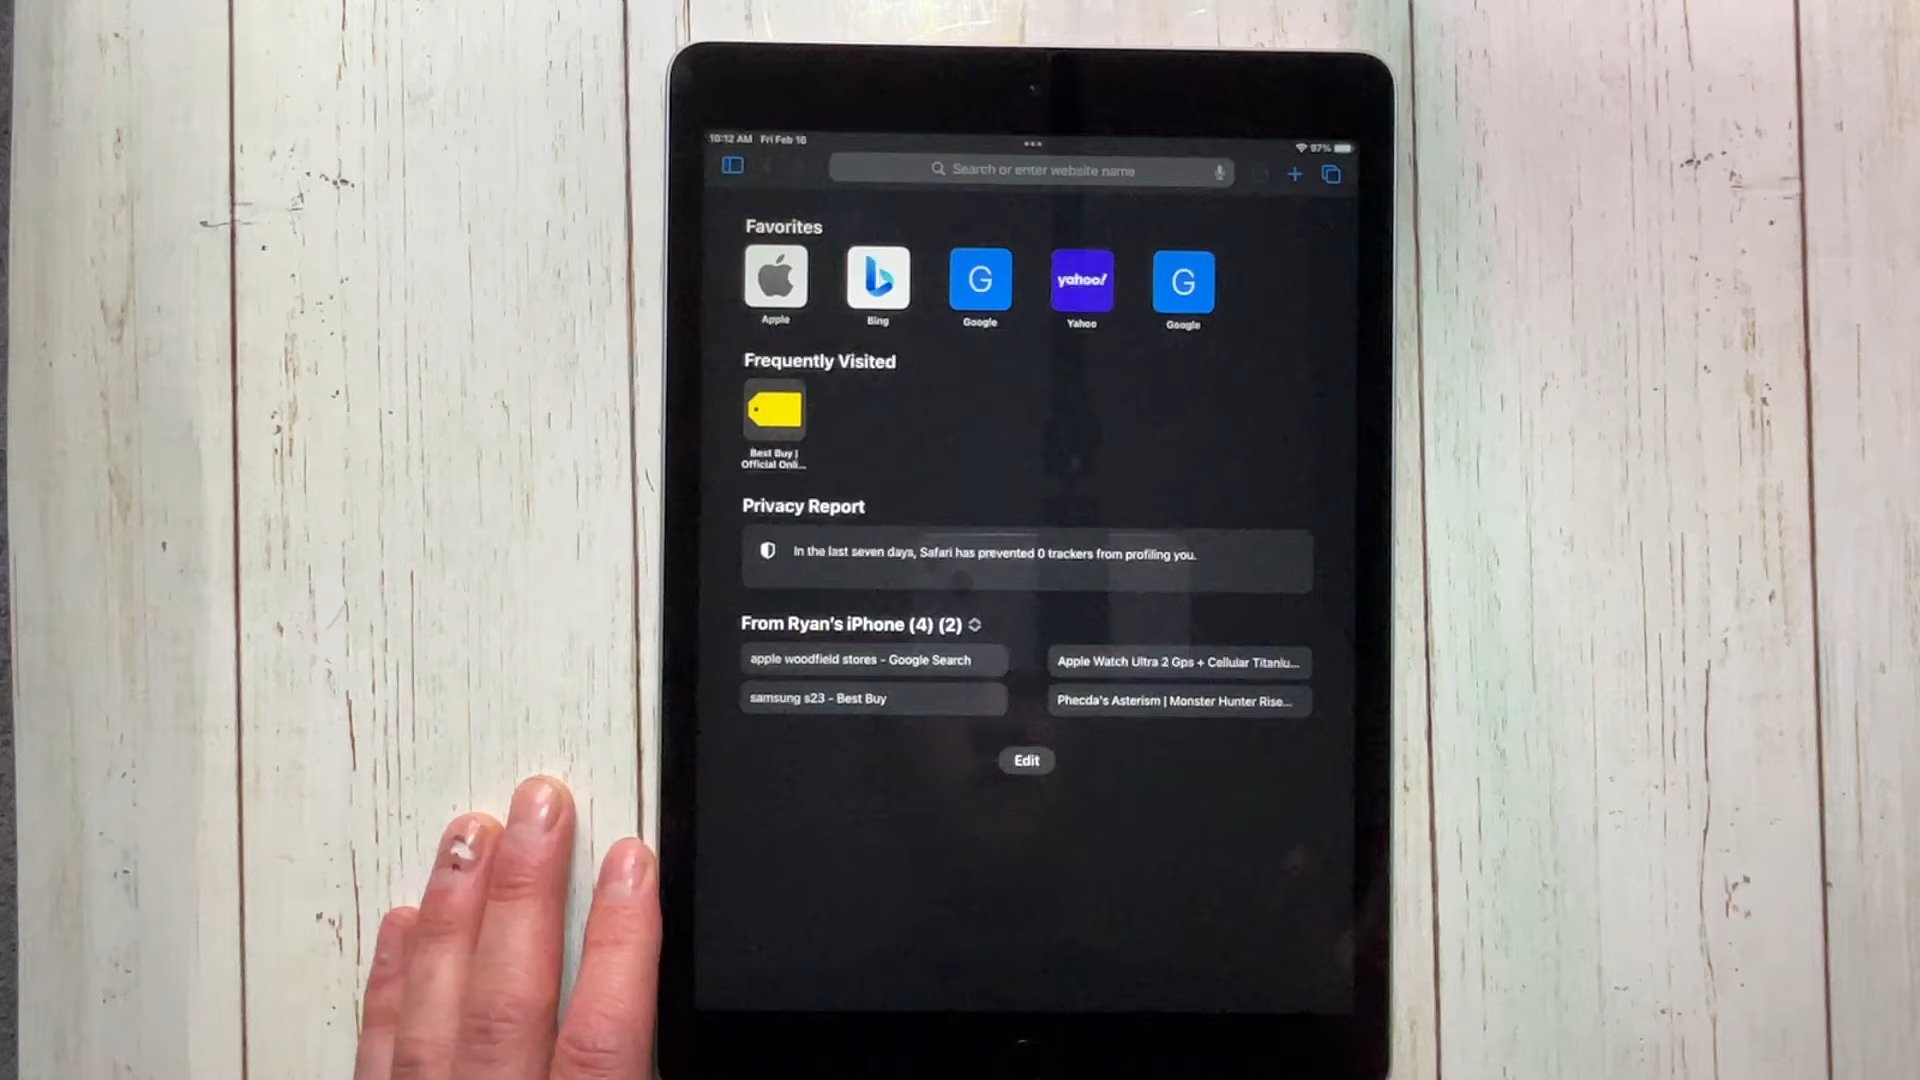 10:12 AM Fri Feb 16
97%
Search or enter website name
Favorites
G
yahoo!
G
Apple
Bing
Google
Yahoo
Google
Frequently Visited
Best Buy |
Official Onli...
Privacy Report
In the last seven days, Safari has prevented 0 trackers from profiling you.
From Ryan's iPhone (4) (2)
apple woodfield stores - Google Search
Apple Watch Ultra 2 Gps + Cellular Titaniu...
samsung s23 - Best Buy
Phecda's Asterism | Monster Hunter Rise...
Edit